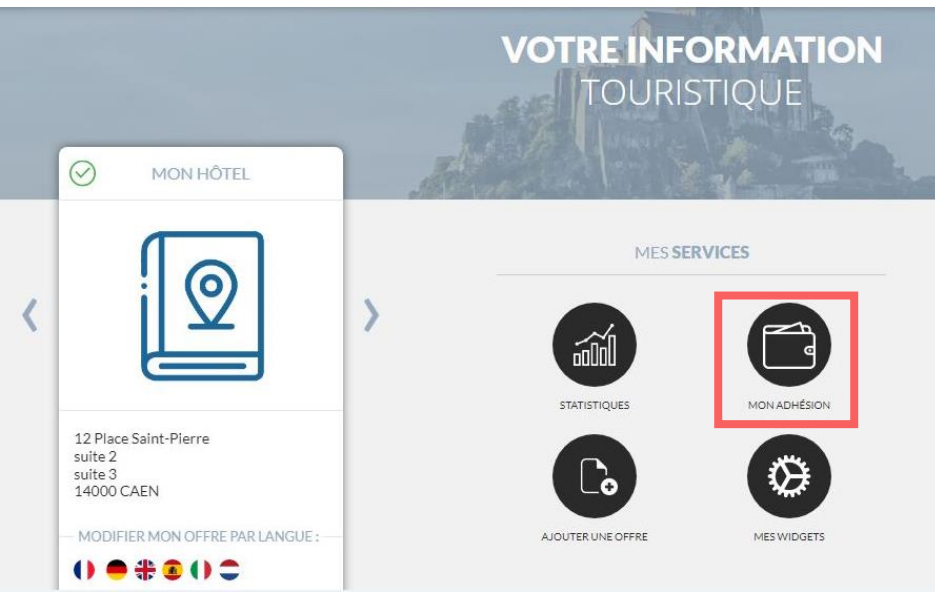 VOTRE INFORMATION
TOURISTIQUE
MON HÔTEL
12 Place Saint-Pierre
suite 2
suite 3
14000 CAEN
MODIFIER MON OFFRE PAR LANGUE :
MES SERVICES
STATISTIQUES
MON ADHÉSION
AJOUTER UNE OFFRE
MES WIDGETS